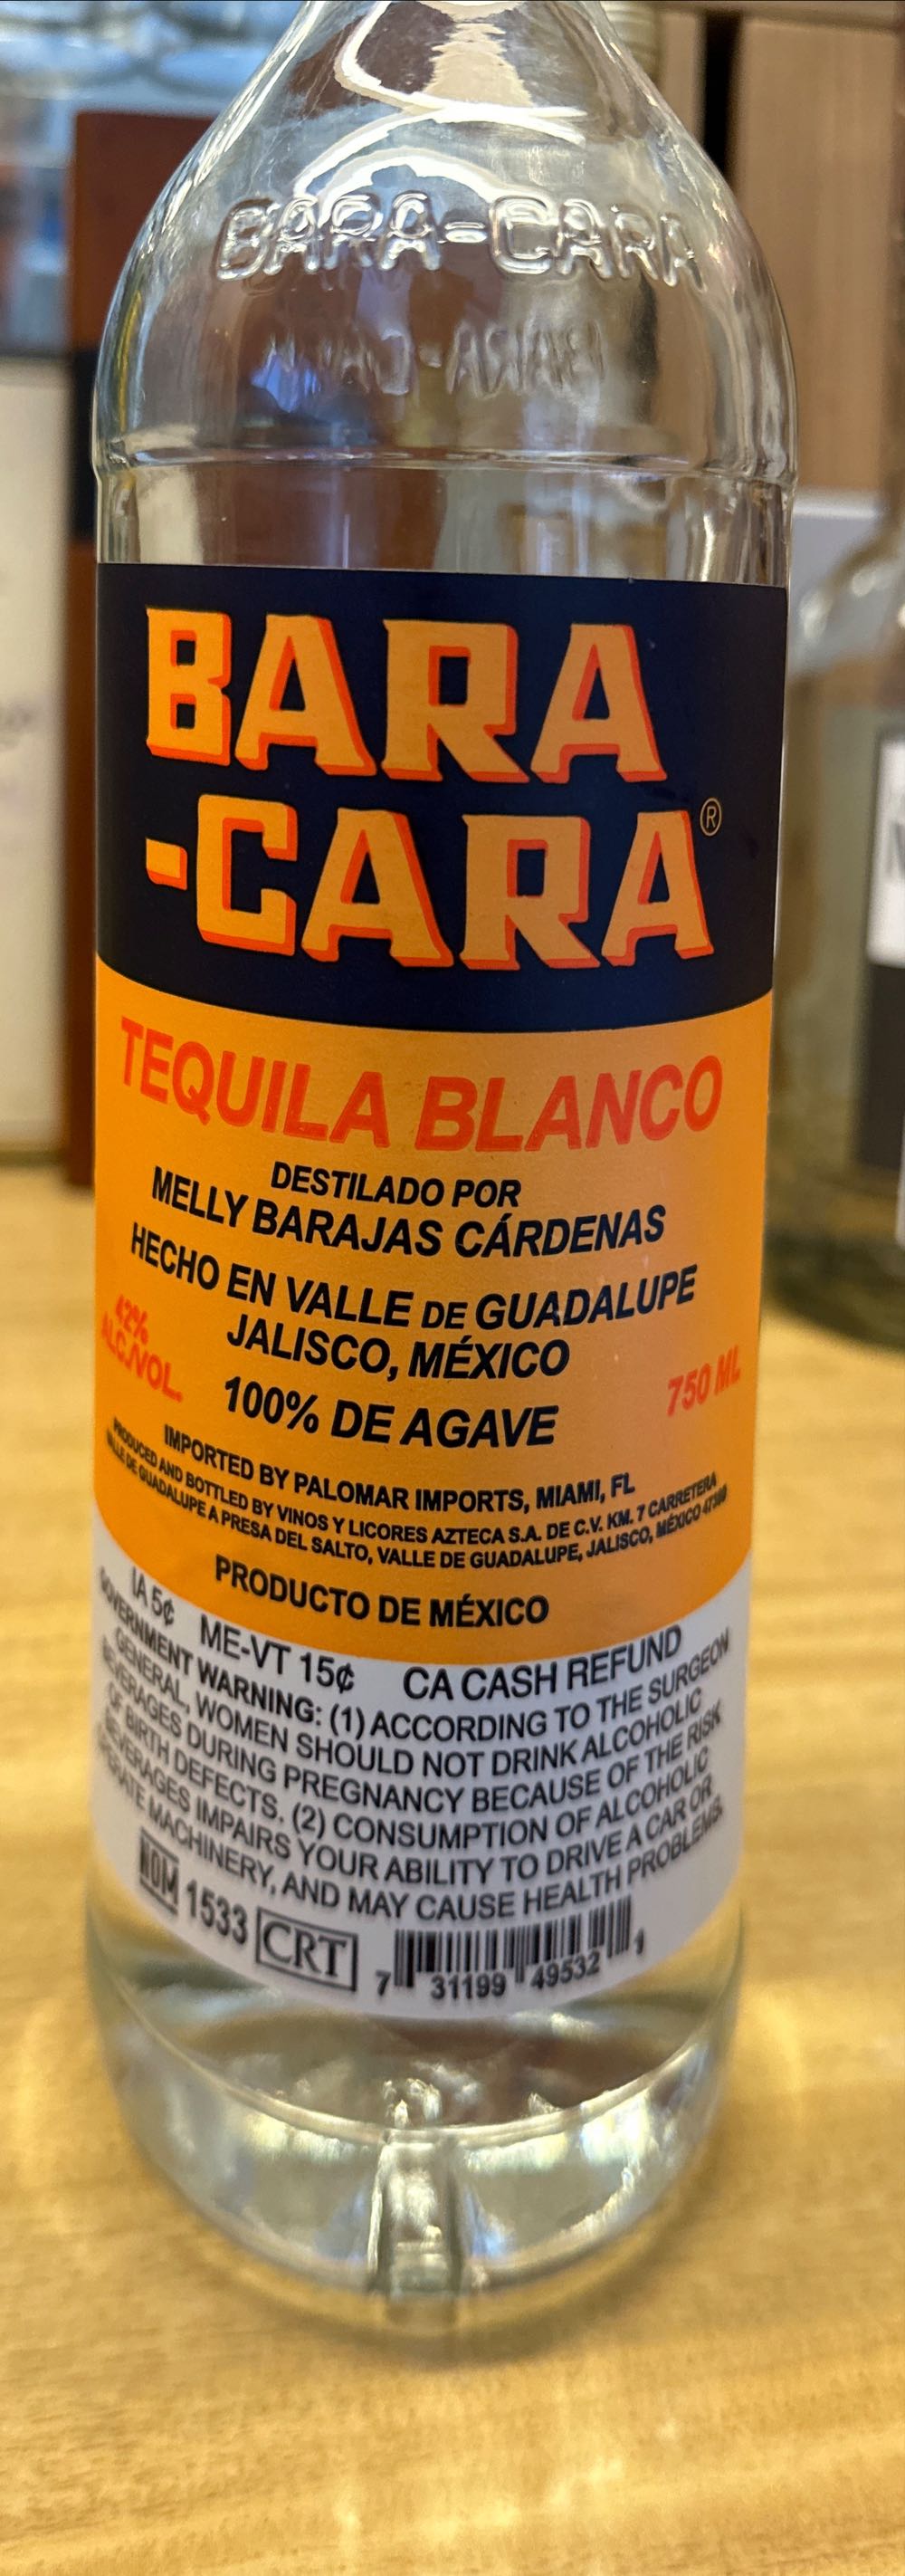 BARA-CARA
BARA
-CARA®
TEQUILA BLANCO
DESTILADO POR
MELLY BARAJAS CÁRDENAS
HECHO EN VALLE DE GUADALUPE
JALISCO, MÉXICO
42%
ALC./VOL.
100% DE AGAVE
750 ML
IMPORTED BY PALOMAR IMPORTS, MIAMI, FL
PRODUCED AND BOTTLED BY VINOS Y LICORES AZTECA S.A. DE C.V. KM. 7 CARRETERA
VALLE DE GUADALUPE A PRESA DEL SALTO, VALLE DE GUADALUPE, JALISCO, MÉXICO
PRODUCTO DE MÉXICO
IA 5¢ ME-VT 15¢ CA CASH REFUND
GOVERNMENT WARNING: (1) ACCORDING TO THE SURGEON
GENERAL, WOMEN SHOULD NOT DRINK ALCOHOLIC
BEVERAGES DURING PREGNANCY BECAUSE OF THE RISK
OF BIRTH DEFECTS. (2) CONSUMPTION OF ALCOHOLIC
BEVERAGES IMPAIRS YOUR ABILITY TO DRIVE A CAR OR
OPERATE MACHINERY, AND MAY CAUSE HEALTH PROBLEMS.
NOM 1533 CRT
7 31199 49532 1